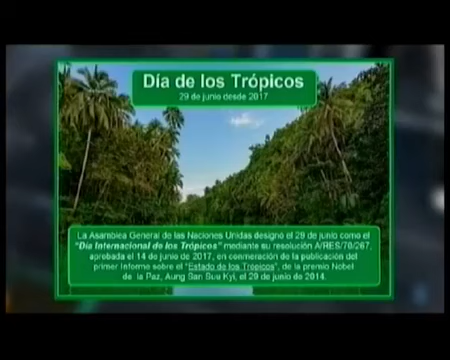 Día de los Trópicos
29 de junio desde 2017
La Asamblea General de las Naciones Unidas designó el 29 de junio como el
"Día Internacional de los Trópicos" mediante su resolución A/RES/70/267,
aprobada el 14 de junio de 2017, en conmeración de la publicación del
primer Informe sobre el "Estado de los Trópicos", de la premio Nobel
de la Paz, Aung San Suu Kyi, el 29 de junio de 2014.